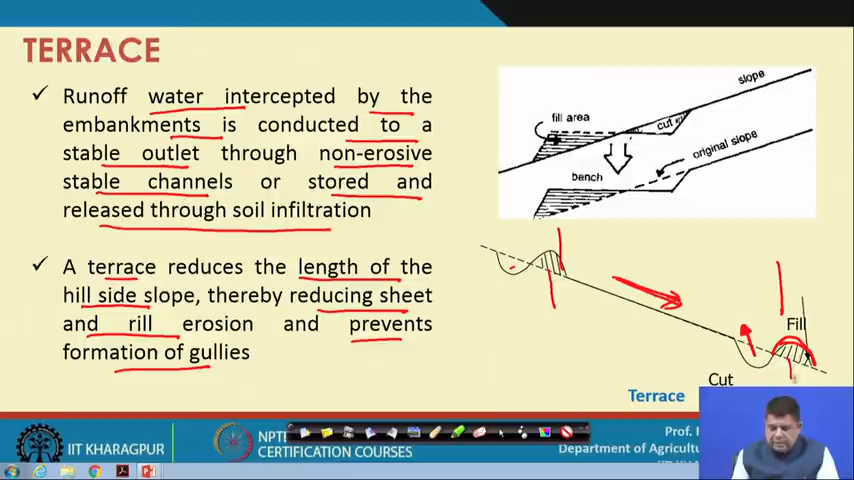 TERRACE
✓ Runoff water intercepted by the
embankments is conducted to a
stable outlet through non-erosive
stable channels or stored and
released through soil infiltration
✓ A terrace reduces the length of the
hill side slope, thereby reducing sheet
and rill erosion and prevents
formation of gullies
slope
fill area
cut
original slope
bench
Fill
Cut
Terrace
IIT KHARAGPUR
NPTE
CERTIFICATION COURSES
Prof.
Department of Agricultu